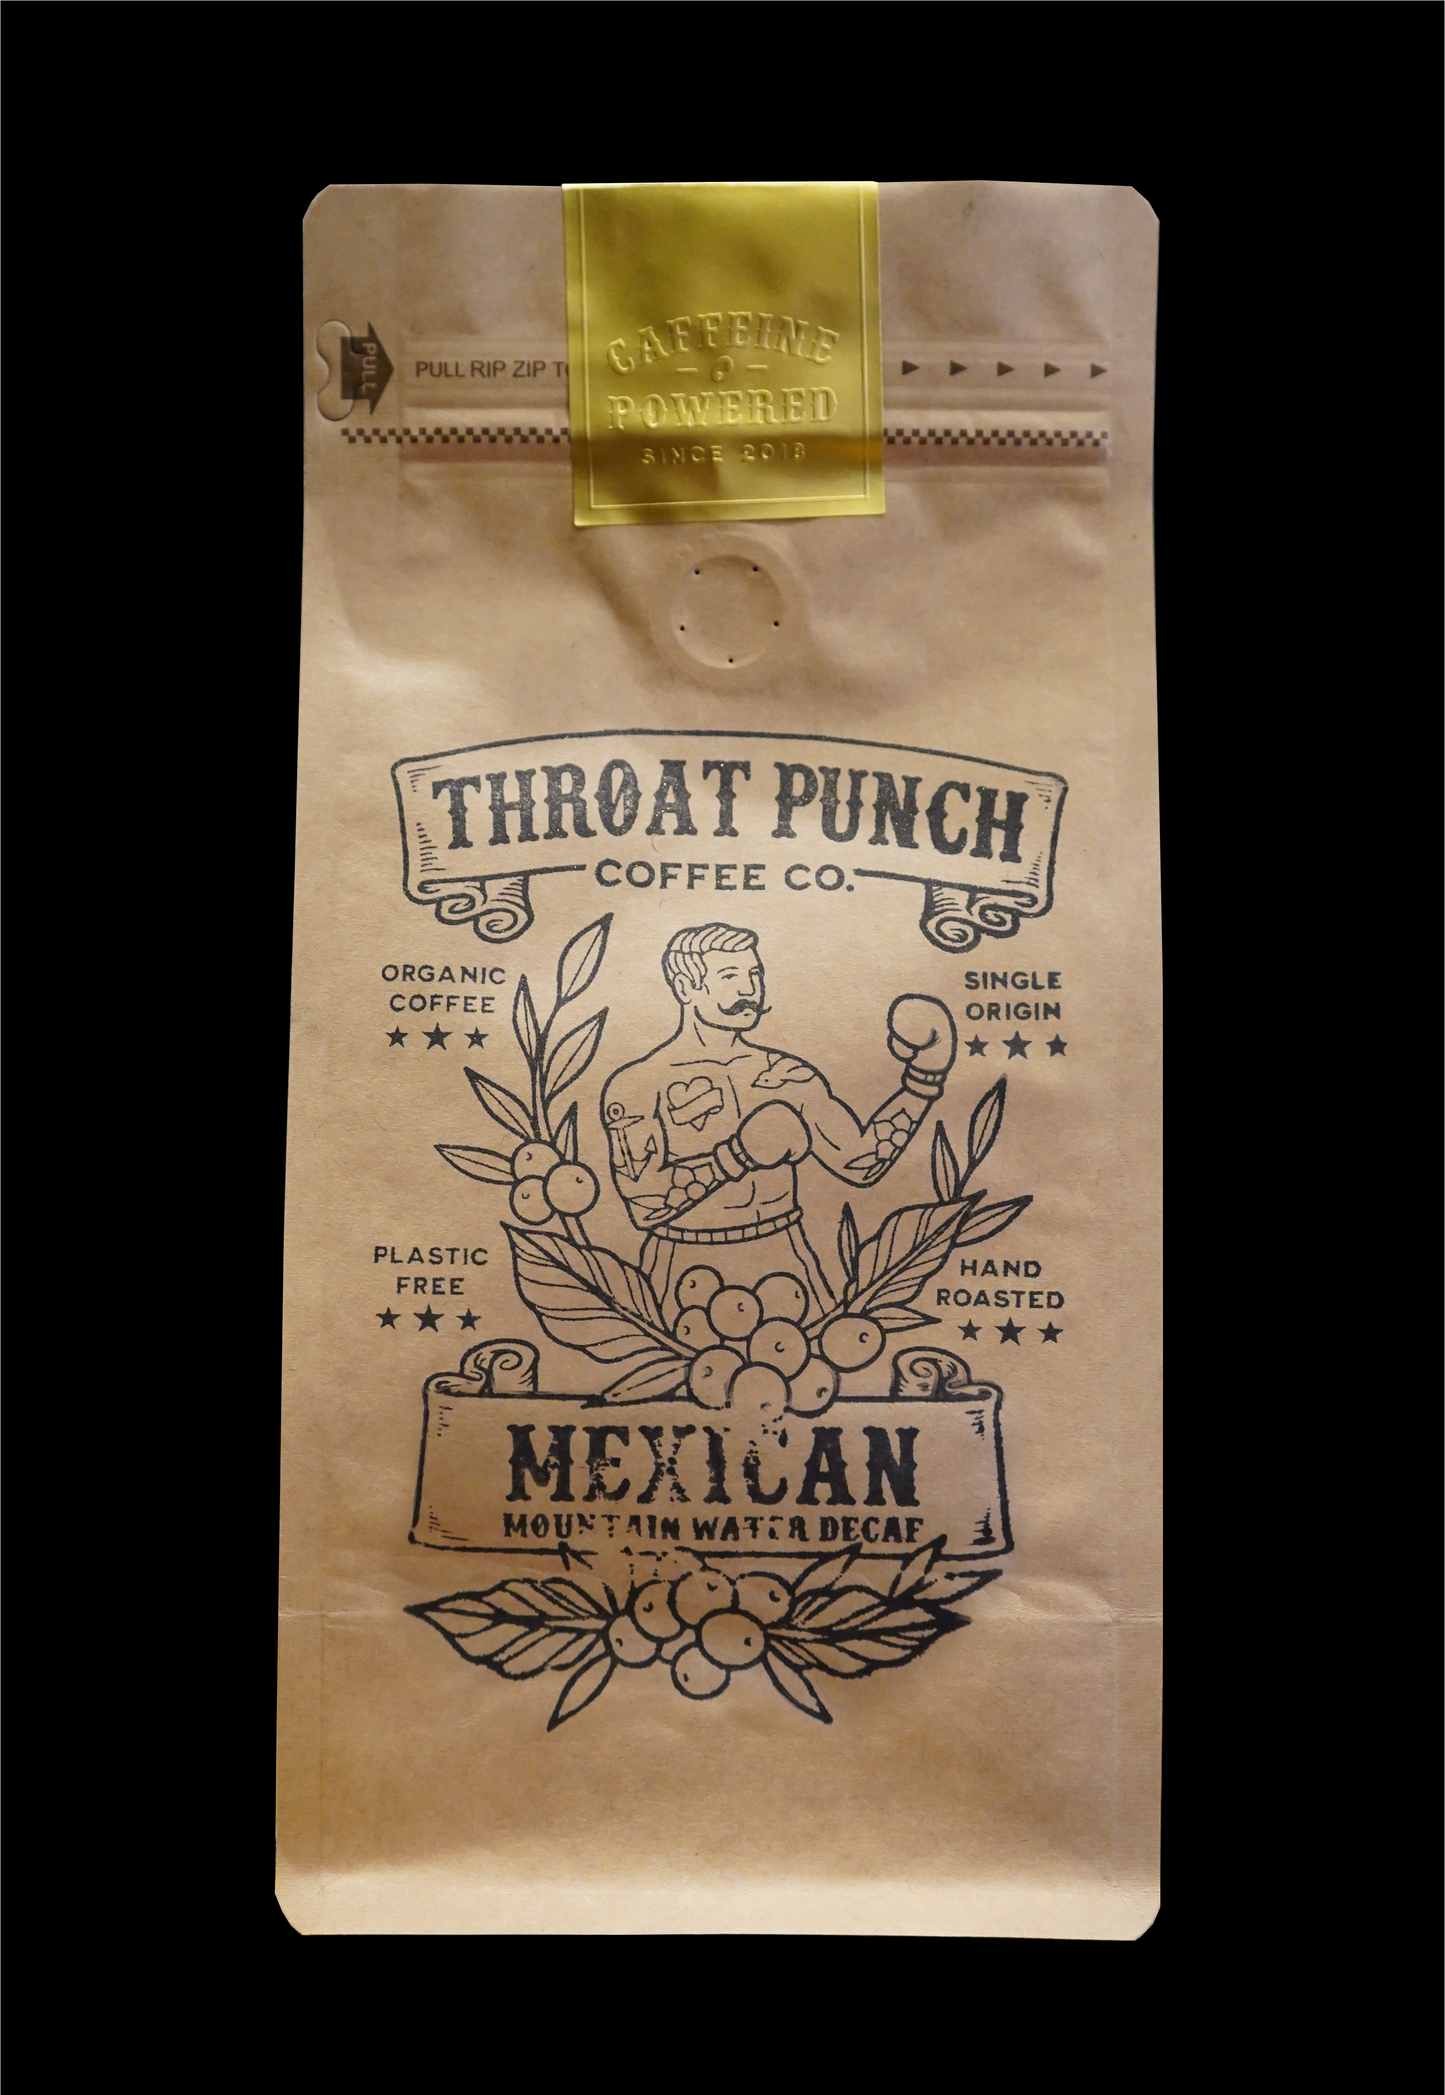 CAFFEINE
POWERED
SINCE 2018
PULL
PULL RIP ZIP
THROAT PUNCH
COFFEE CO.
ORGANIC
COFFEE
SINGLE
ORIGIN
PLASTIC
FREE
HAND
ROASTED
MEXICAN
MOUNTAIN WATER DECAF